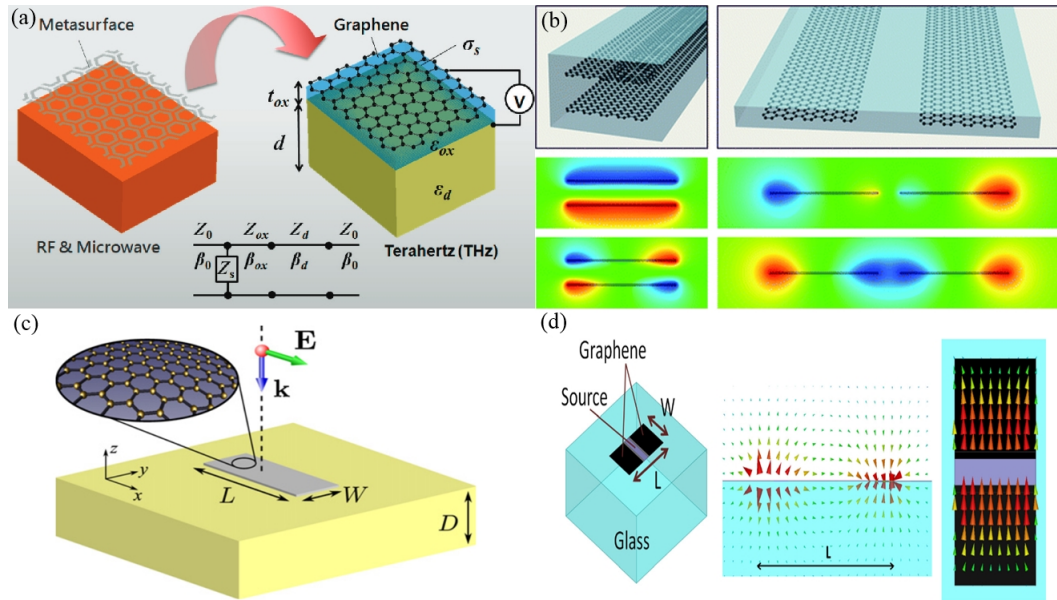 (a)
Metasurface
Graphene
σs
tox
V
d
εox
εd
Z0 Zox Zd Z0
β0 Zs βox βd β0
RF & Microwave
Terahertz (THz)
(b)
(c)
E
k
z
y
x
L
W
D
(d)
Graphene
Source
W
L
Glass
L